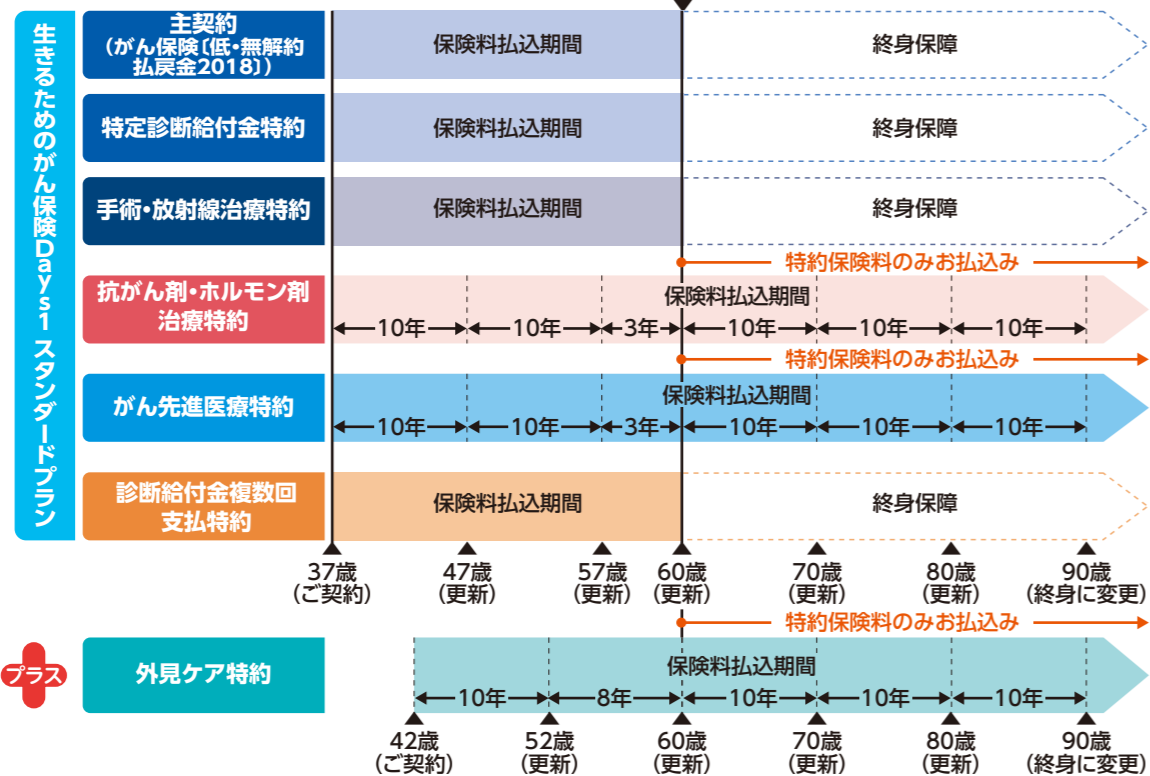 生きるためのがん保険Days1 スタンダードプラン
主契約
(がん保険〔低・無解約
払戻金2018〕)
保険料払込期間
終身保障
特定診断給付金特約
保険料払込期間
終身保障
手術・放射線治療特約
保険料払込期間
終身保障
特約保険料のみお払込み
抗がん剤・ホルモン剤
治療特約
保険料払込期間
10年 10年 3年 10年 10年 10年
特約保険料のみお払込み
がん先進医療特約
保険料払込期間
10年 10年 3年 10年 10年 10年
診断給付金複数回
支払特約
保険料払込期間
終身保障
37歳 47歳 57歳 60歳 70歳 80歳 90歳
(ご契約) (更新) (更新) (更新) (更新) (更新) (終身に変更)
特約保険料のみお払込み
プラス
外見ケア特約
保険料払込期間
10年 8年 10年 10年 10年
42歳 52歳 60歳 70歳 80歳 90歳
(ご契約) (更新) (更新) (更新) (更新) (終身に変更)